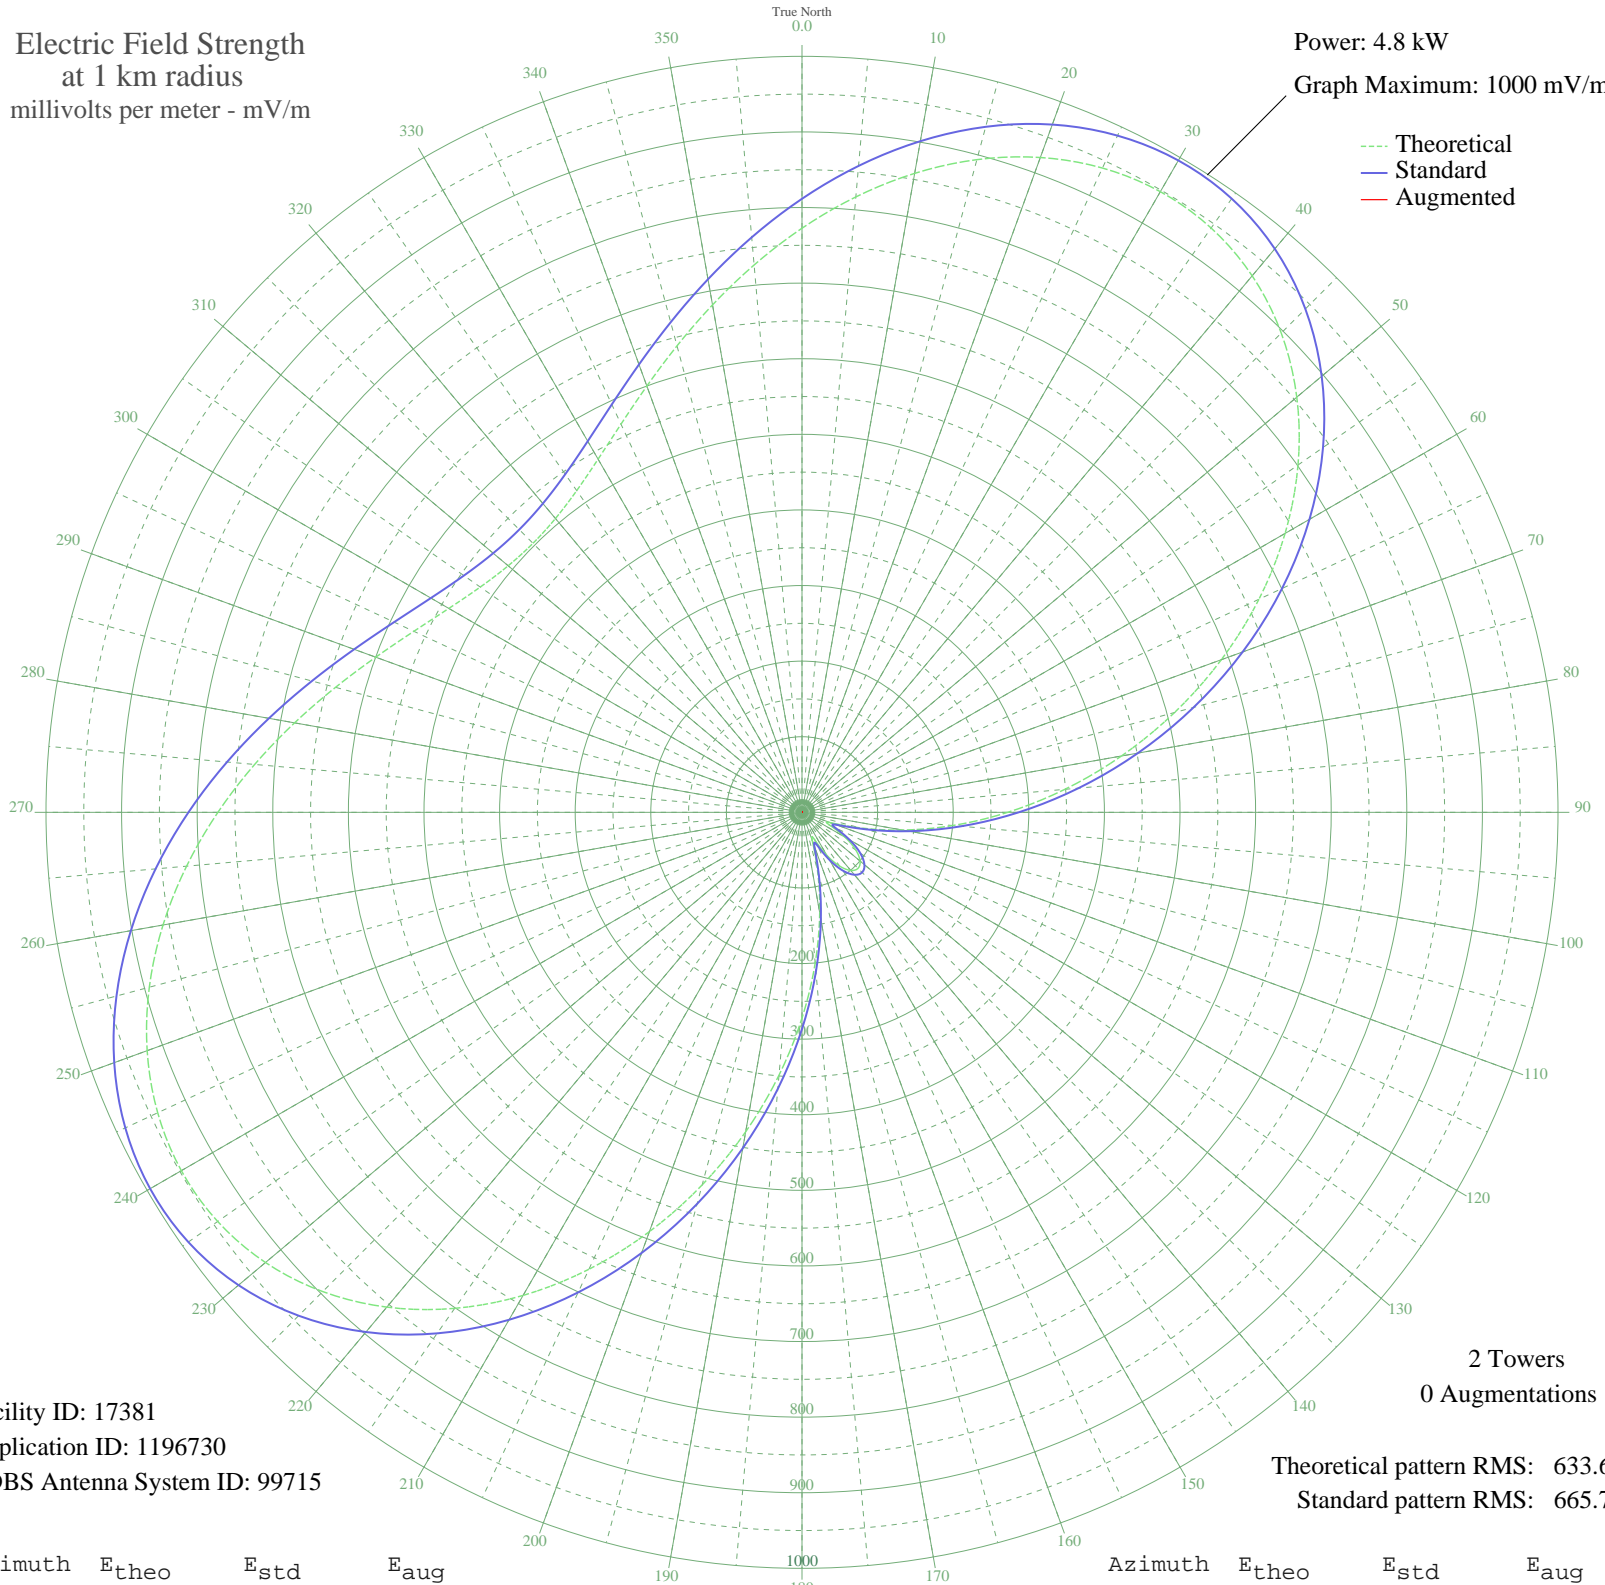 True North
0.0
Electric Field Strength
at 1 km radius
millivolts per meter - mV/m
Power: 4.8 kW
Graph Maximum: 1000 mV/m
Theoretical
Standard
Augmented
350
10
340
20
330
30
320
40
310
50
300
60
290
70
280
80
270
90
260
100
250
110
240
120
230
130
220
140
210
150
200
160
190
170
200
300
400
500
600
700
800
900
1000
2 Towers
0 Augmentations
cility ID: 17381
plication ID: 1196730
DBS Antenna System ID: 99715
Theoretical pattern RMS: 633.6
Standard pattern RMS: 665.7
imuth Etheo Estd Eaug
Azimuth Etheo Estd Eaug